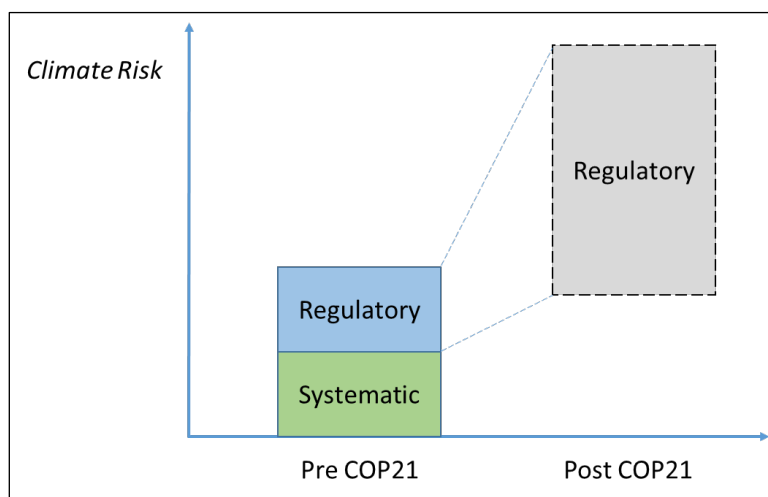 Climate Risk
Regulatory
Regulatory
Systematic
Pre COP21
Post COP21